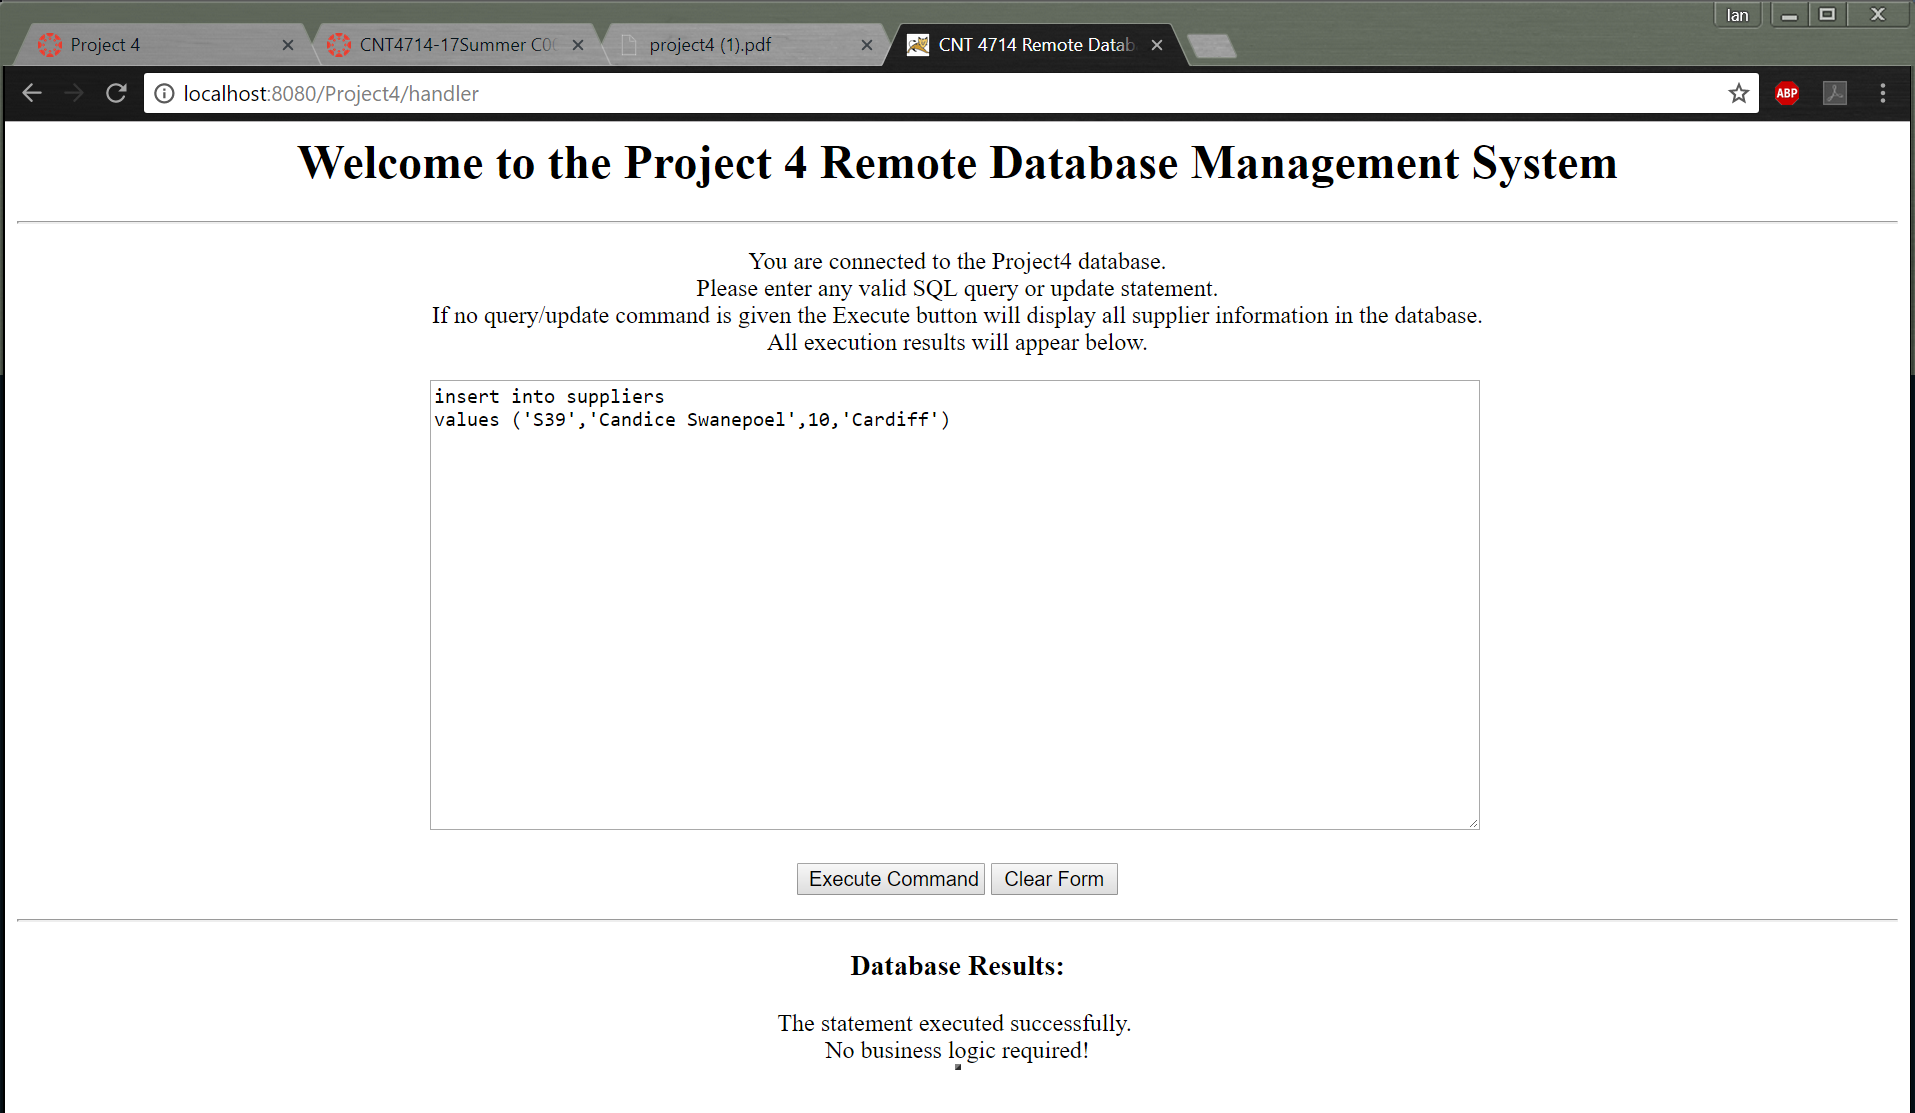 Ian
Project 4
CNT4714-17Summer C0
project4 (1).pdf
CNT 4714 Remote Datab
localhost:8080/Project4/handler
ABP
Welcome to the Project 4 Remote Database Management System
You are connected to the Project4 database.
Please enter any valid SQL query or update statement.
If no query/update command is given the Execute button will display all supplier information in the database.
All execution results will appear below.
insert into suppliers
values ('S39','Candice Swanepoel',10,'Cardiff')
Execute Command
Clear Form
Database Results:
The statement executed successfully.
No business logic required!